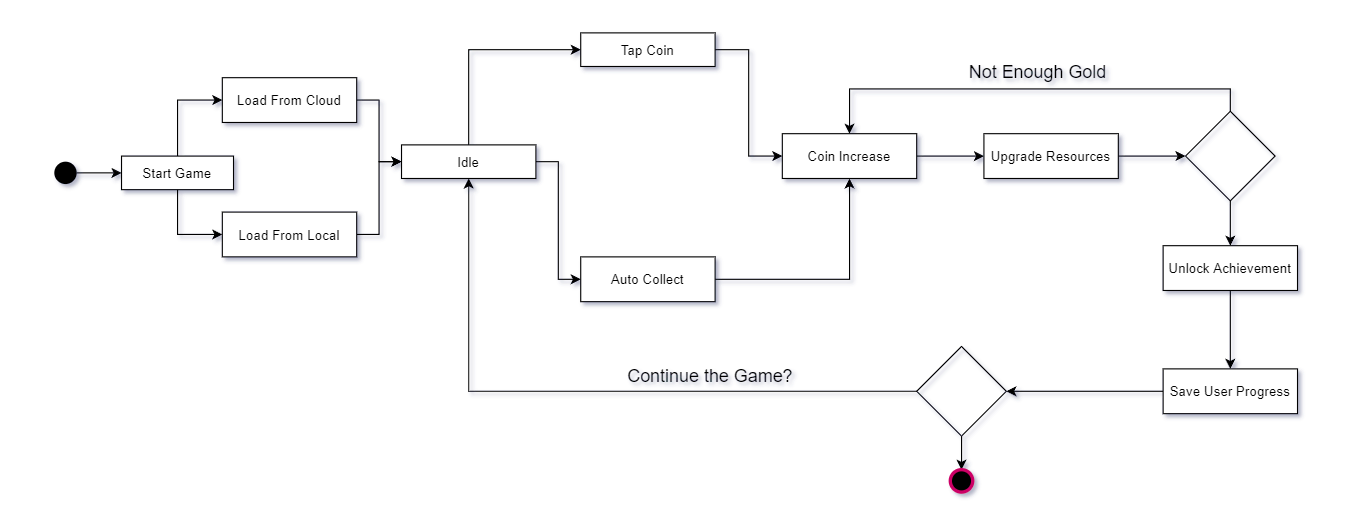 Tap Coin
Not Enough Gold
Load From Cloud
Idle
Coin Increase
Upgrade Resources
Start Game
Load From Local
Auto Collect
Unlock Achievement
Continue the Game?
Save User Progress